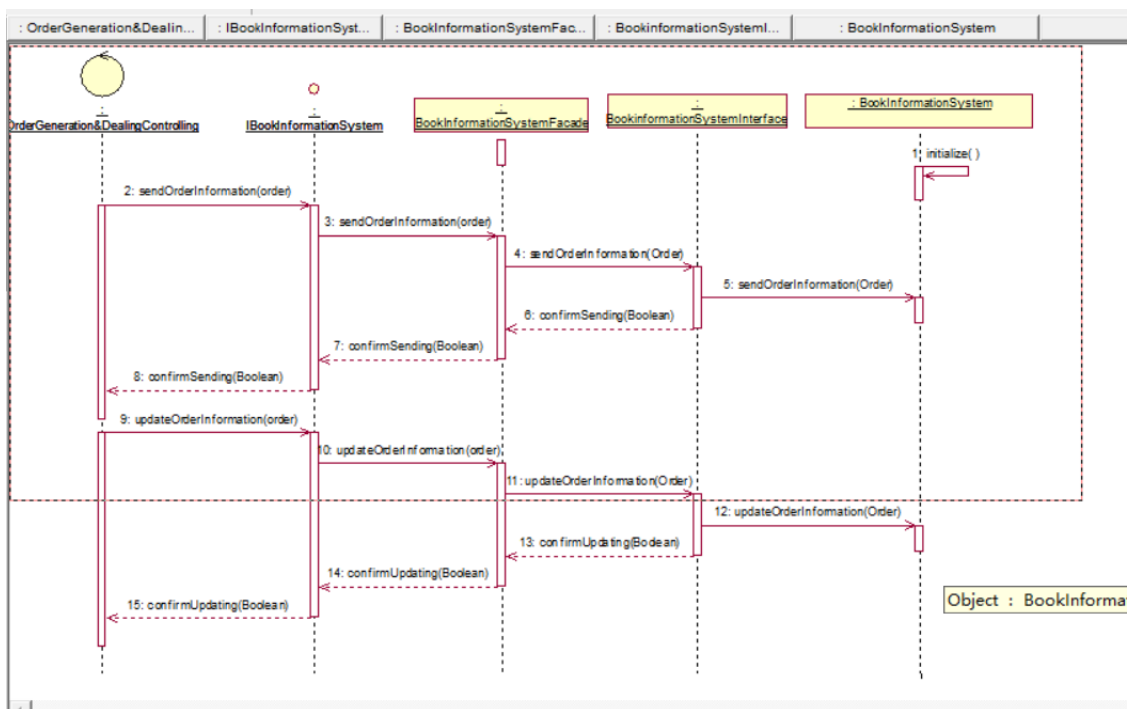 : OrderGeneration&Dealin...
: IBookInformationSyst...
: BookInformationSystemFac...
: BookinformationSystemI...
: BookInformationSystem
:
OrderGeneration&DealingControlling
:
IBookInformationSystem
:
BookInformationSystemFacade
:
BookinformationSystemInterface
: BookInformationSystem
1: initialize( )
2: sendOrderInformation(order)
3: sendOrderInformation(order)
4: sendOrderInformation(Order)
5: sendOrderInformation(Order)
6: confirmSending(Boolean)
7: confirmSending(Boolean)
8: confirmSending(Boolean)
9: updateOrderInformation(order)
10: updateOrderInformation(order)
11: updateOrderInformation(Order)
12: updateOrderInformation(Order)
13: confirmUpdating(Boolean)
14: confirmUpdating(Boolean)
15: confirmUpdating(Boolean)
Object : BookInforma